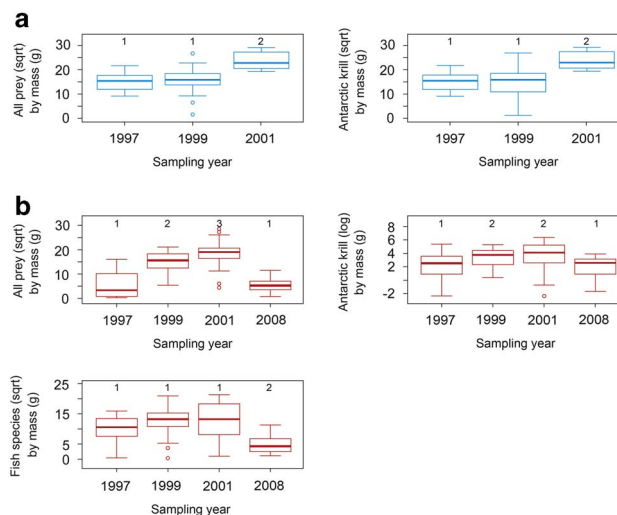 a
All prey (sqrt)
by mass (g)
30
20
10
0
1 1 2
1997 1999 2001
Sampling year
Antarctic krill (sqrt)
by mass (g)
30
20
10
0
1 1 2
1997 1999 2001
Sampling year
b
All prey (sqrt)
by mass (g)
30
20
10
0
1 2 3 1
1997 1999 2001 2008
Sampling year
Antarctic krill (log)
by mass (g)
8
6
4
2
-2
1 2 2 1
1997 1999 2001 2008
Sampling year
Fish species (sqrt)
by mass (g)
25
15
5
0
1 1 1 2
1997 1999 2001 2008
Sampling year